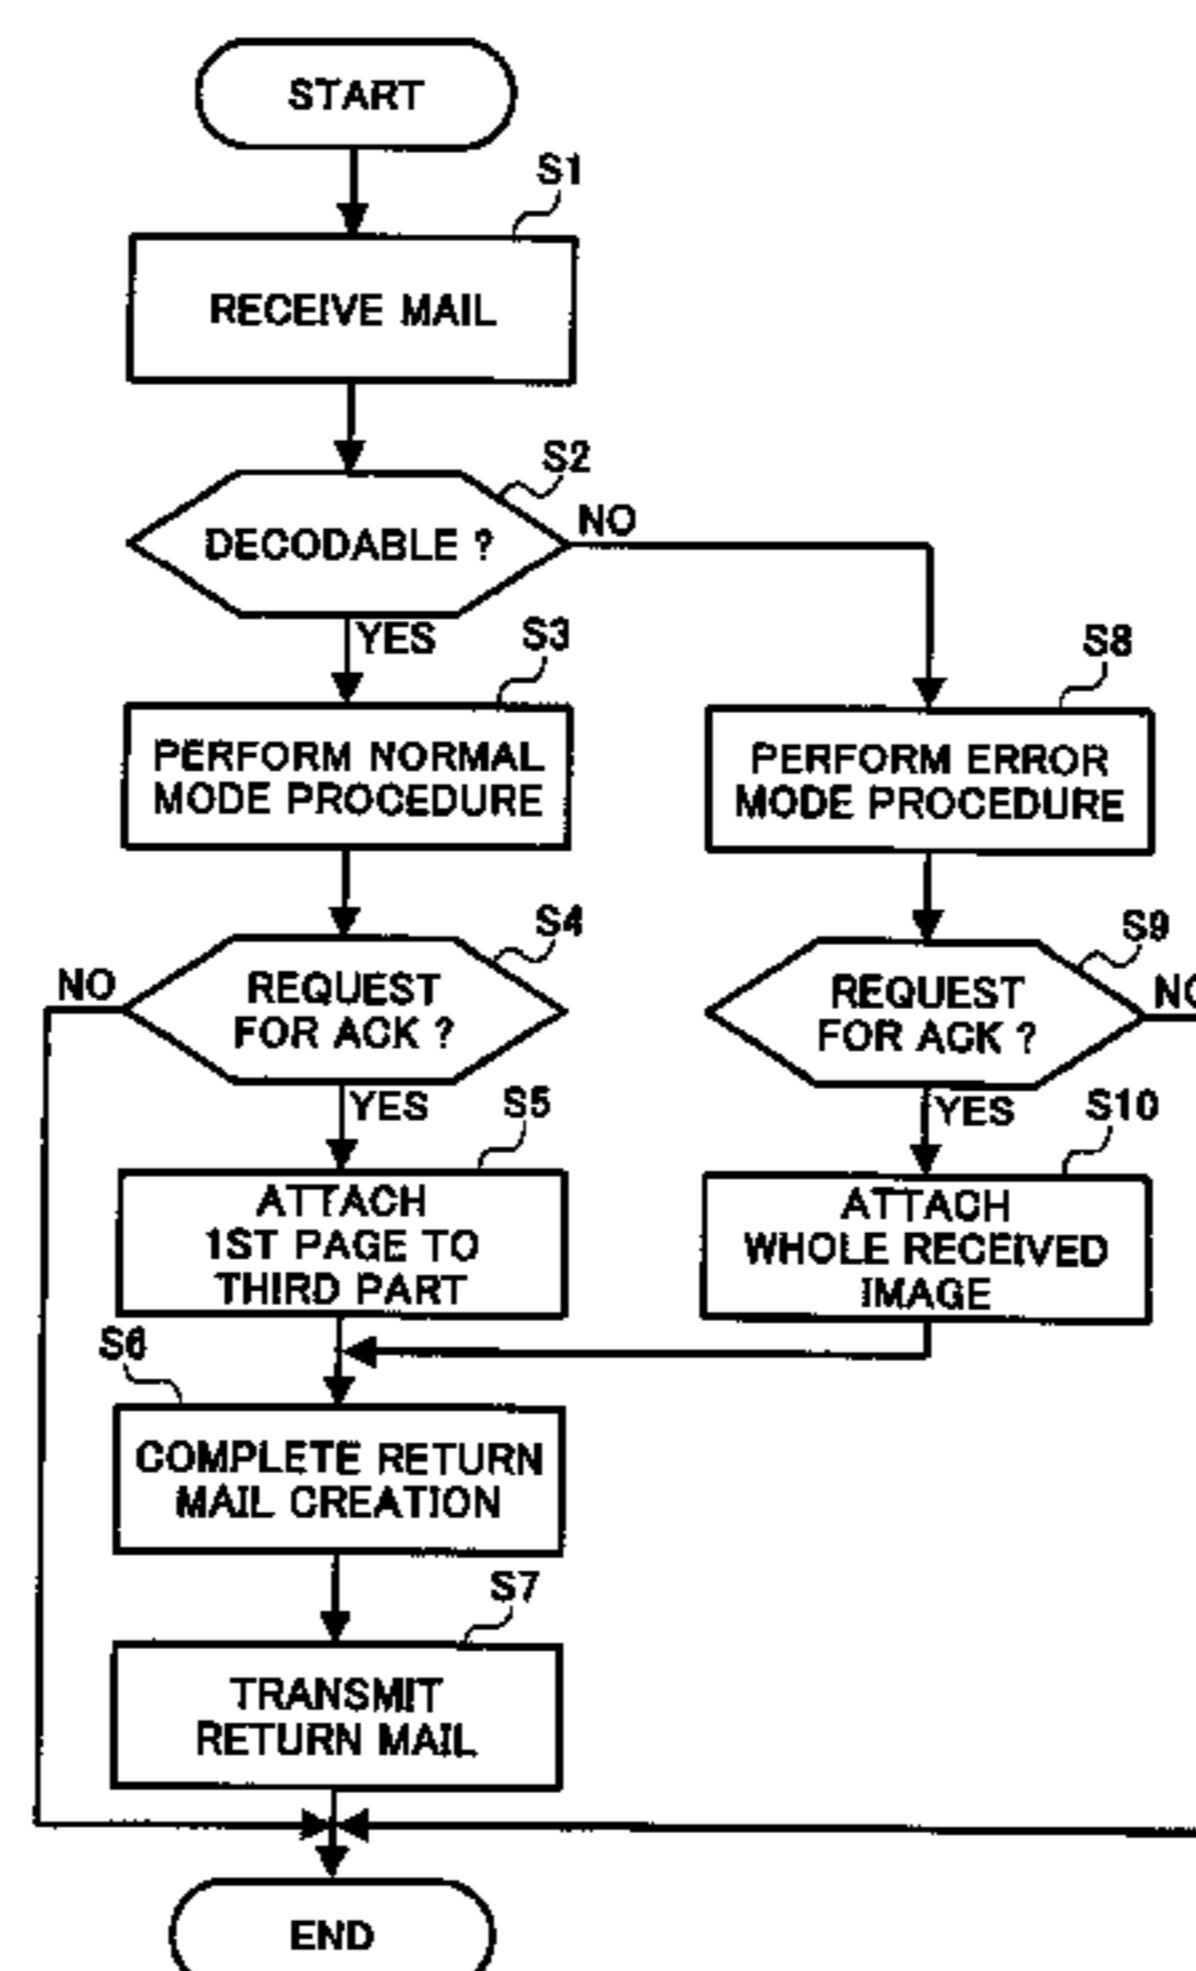 START
S1
RECEIVE MAIL
S2
DECODABLE ?
NO
YES
S3
PERFORM NORMAL
MODE PROCEDURE
S8
PERFORM ERROR
MODE PROCEDURE
S4
NO
REQUEST
FOR ACK ?
YES
S9
REQUEST
FOR ACK ?
NO
YES
S5
ATTACH
1ST PAGE TO
THIRD PART
S10
ATTACH
WHOLE RECEIVED
IMAGE
S6
COMPLETE RETURN
MAIL CREATION
S7
TRANSMIT
RETURN MAIL
END